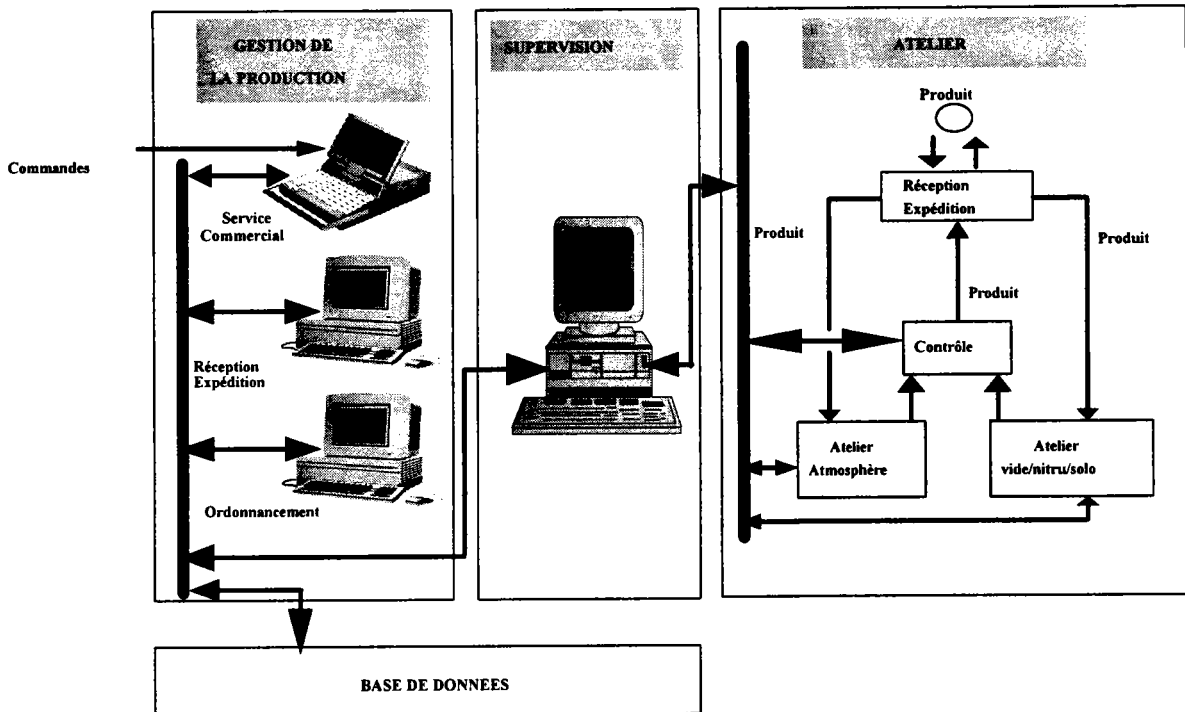 GESTION DE
LA PRODUCTION
Commandes
Service
Commercial
Réception
Expédition
Ordonnancement
SUPERVISION
ATELIER
Produit
Réception
Expédition
Produit
Produit
Produit
Contrôle
Atelier
Atmosphère
Atelier
vide/nitru/solo
BASE DE DONNEES